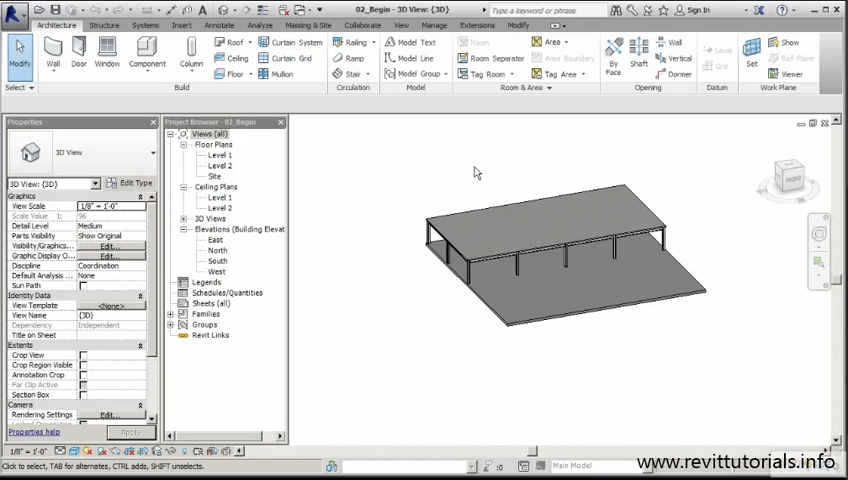 02_Begin - 3D View: {3D}
Type a keyword or phrase
Sign In
Architecture Structure Systems Insert Annotate Analyze Massing & Site Collaborate View Manage Extensions Modify
Modify Wall Door Window Component Column
Roof Curtain System
Ceiling Curtain Grid
Floor Mullion
Railing Model Text
Ramp Model Line
Stair Model Group
Room Area
Room Separator Area Boundary
Tag Room Tag Area
By Face Shaft
Wall
Vertical
Dormer
Level
Grid
Set
Show
Ref Plane
Viewer
Select Build Circulation Model Room & Area Opening Datum Work Plane
Properties
3D View
3D View: {3D} Edit Type
Graphics
View Scale 1/8" = 1'-0"
Scale Value 1: 96
Detail Level Medium
Parts Visibility Show Original
Visibility/Graphics... Edit...
Graphic Display O... Edit...
Discipline Coordination
Default Analysis ... None
Sun Path
Identity Data
View Template <None>
View Name {3D}
Dependency Independent
Title on Sheet
Extents
Crop View
Crop Region Visible
Annotation Crop
Far Clip Active
Section Box
Camera
Rendering Settings Edit...
Properties help Apply
Project Browser - 02_Begin
Views (all)
Floor Plans
Level 1
Level 2
Site
Ceiling Plans
Level 1
Level 2
3D Views
Elevations (Building Elevat
East
North
South
West
Legends
Schedules/Quantities
Sheets (all)
Families
Groups
Revit Links
FRONT
1/8" = 1'-0"
Click to select, TAB for alternates, CTRL adds, SHIFT unselects.
:0 Main Model
www.revittutorials.info